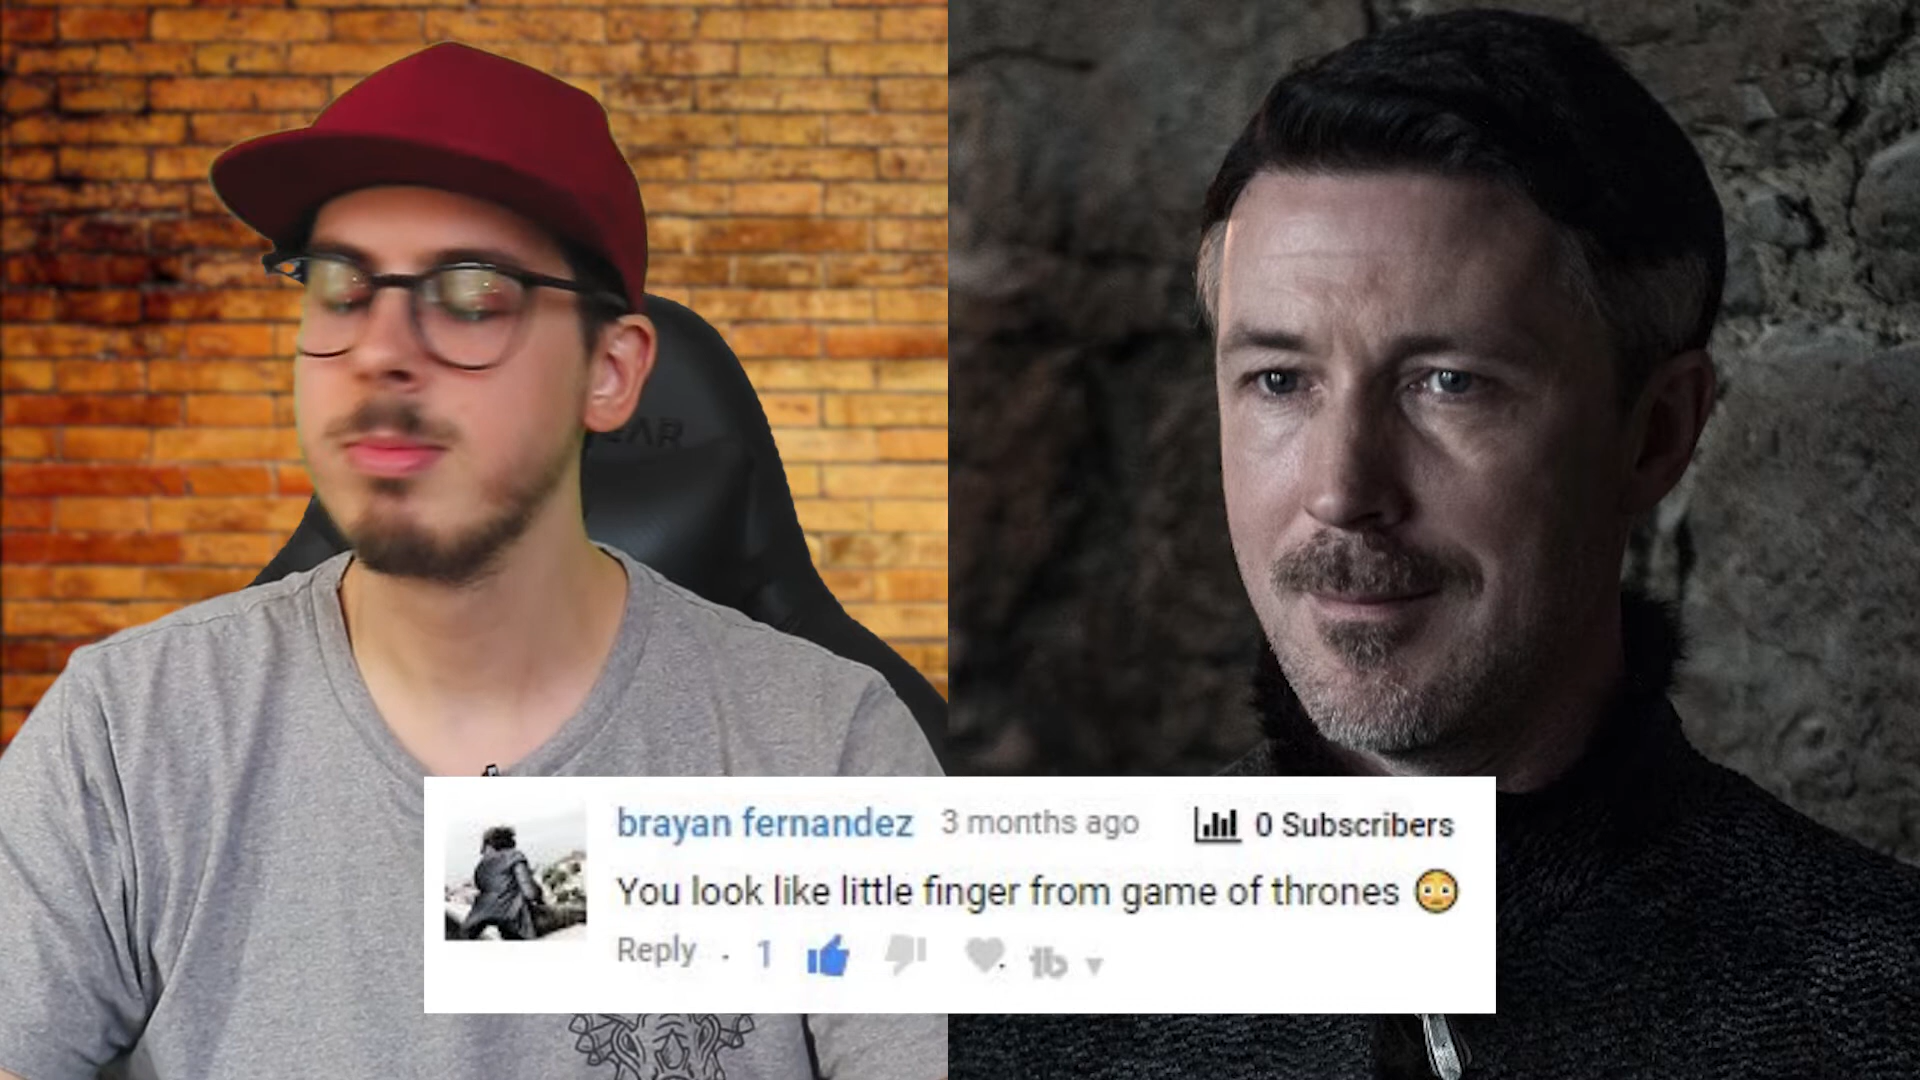 brayan fernandez 3 months ago 0 Subscribers
You look like little finger from game of thrones 😳
Reply · 1